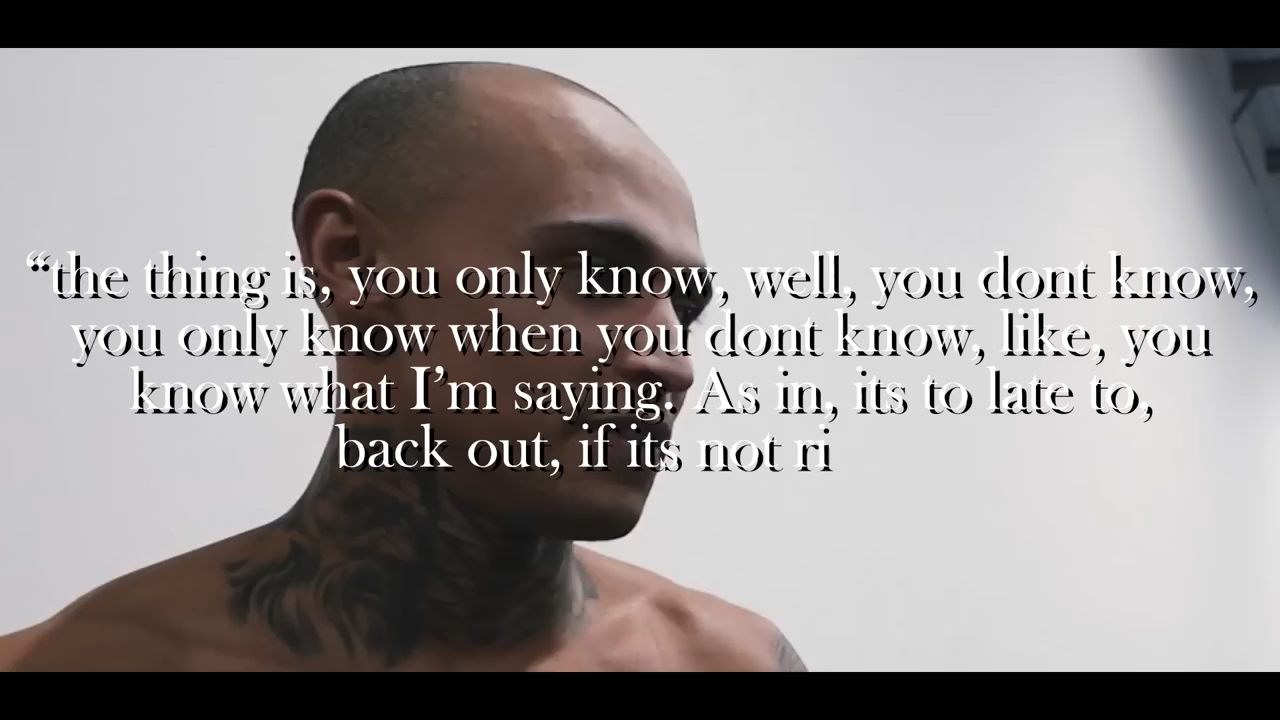 “the thing is, you only know, well, you dont know,
you only know when you dont know, like, you
know what I’m saying. As in, its to late to,
back out, if its not ri